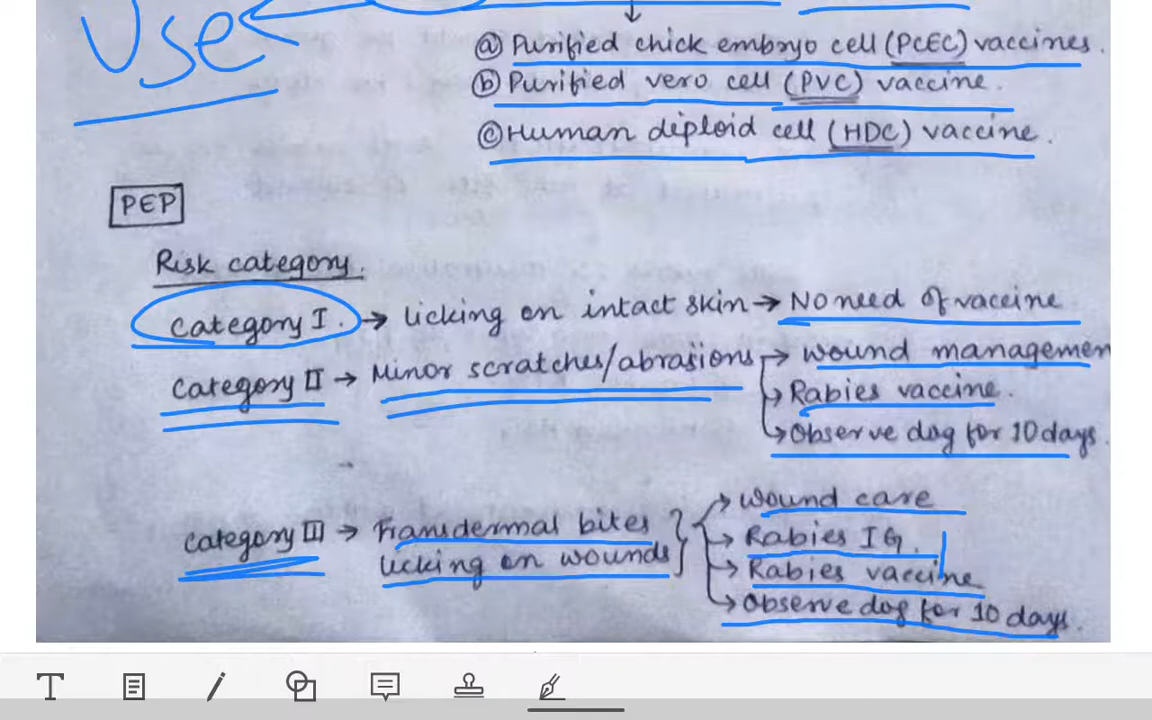 Use
ⓐ Purified chick embryo cell (PCEC) vaccines.
ⓑ Purified vero cell (PVC) vaccine.
ⓒ Human diploid cell (HDC) vaccine.
PEP
Risk category.
Category I. → licking on intact skin → No need of vaccine
Category II → Minor scratches/abrasions → wound managemen
→ Rabies vaccine.
→ Observe dog for 10 days.
Category III → Transdermal bites
licking on wounds
→ Wound care
→ Rabies IG.
→ Rabies vaccine
→ Observe dog for 10 days.
T